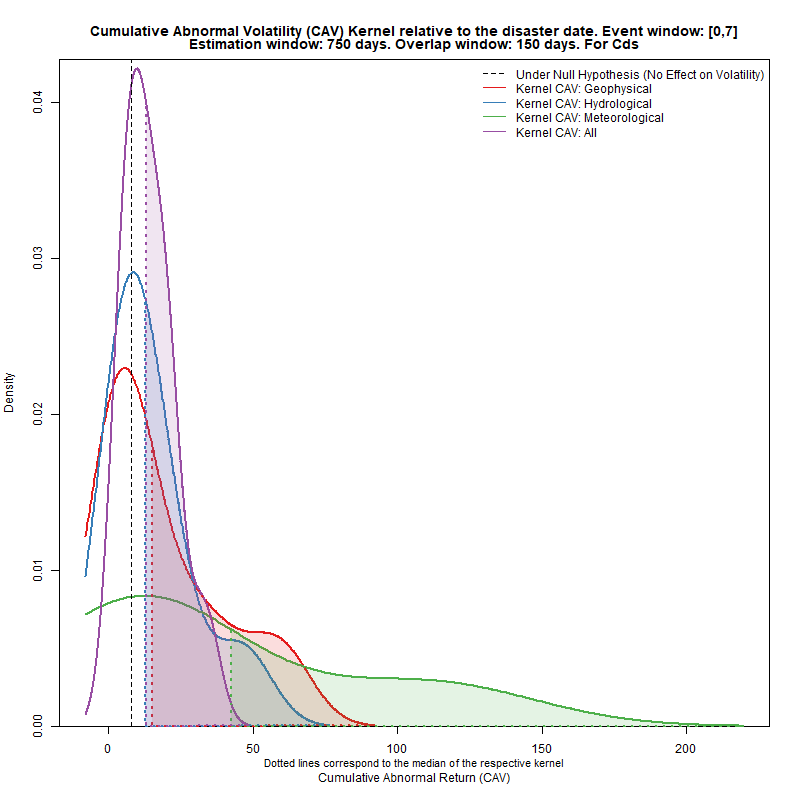 Cumulative Abnormal Volatility (CAV) Kernel relative to the disaster date. Event window: [0,7]
Estimation window: 750 days. Overlap window: 150 days. For Cds
Under Null Hypothesis (No Effect on Volatility)
Kernel CAV: Geophysical
Kernel CAV: Hydrological
Kernel CAV: Meteorological
Kernel CAV: All
Density
0.04
0.03
0.02
0.01
0.00
0 50 100 150 200
Dotted lines correspond to the median of the respective kernel
Cumulative Abnormal Return (CAV)